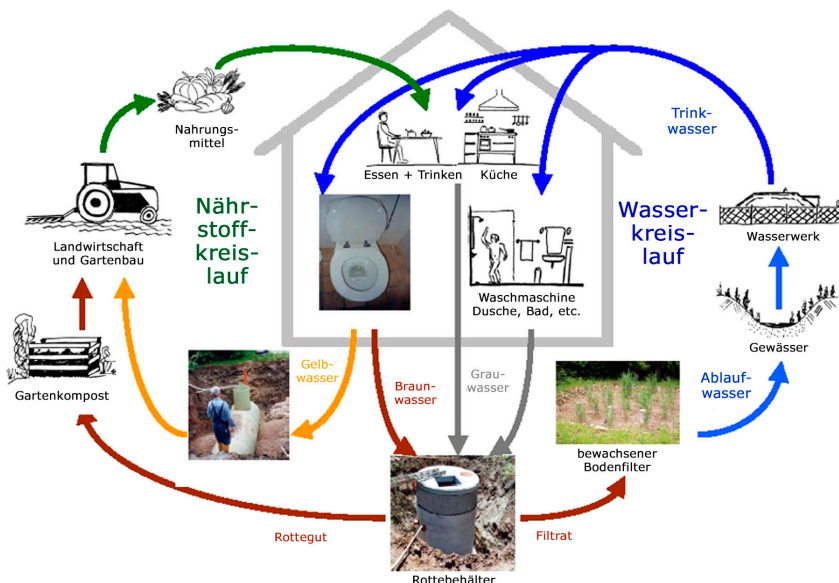 Nahrungs-
mittel
Trink-
wasser
Essen + Trinken
Küche
Nähr-
stoff-
kreis-
lauf
Wasser-
kreis-
lauf
Landwirtschaft
und Gartenbau
Wasserwerk
Waschmaschine
Dusche, Bad, etc.
Gewässer
Gelb-
wasser
Braun-
wasser
Grau-
wasser
Ablauf-
wasser
Gartenkompost
bewachsener
Bodenfilter
Rottegut
Filtrat
Rottebehälter